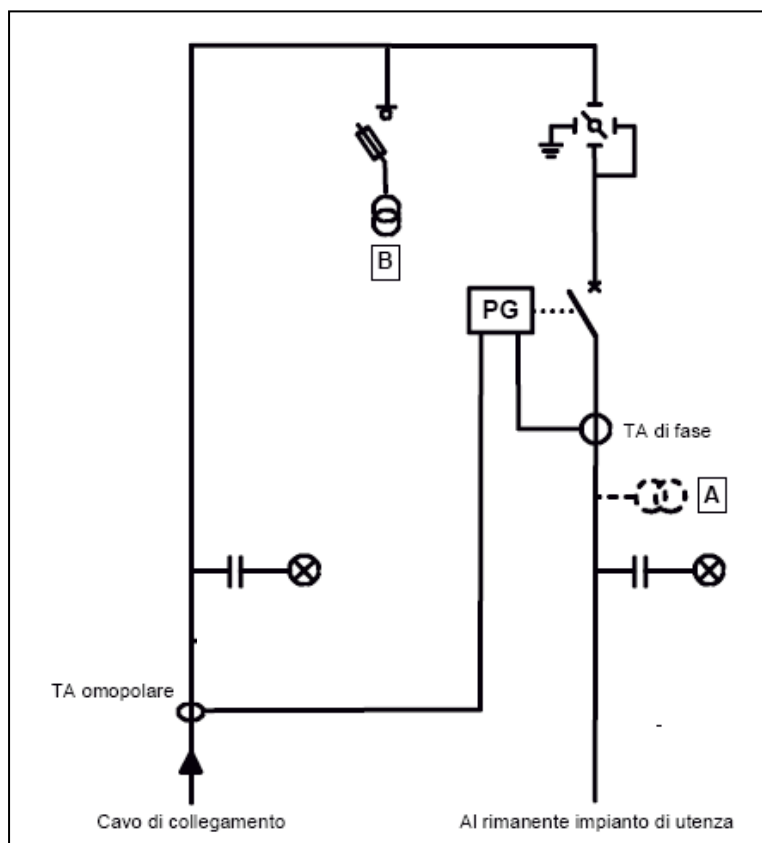 B
PG
TA di fase
A
TA omopolare
Cavo di collegamento
Al rimanente impianto di utenza